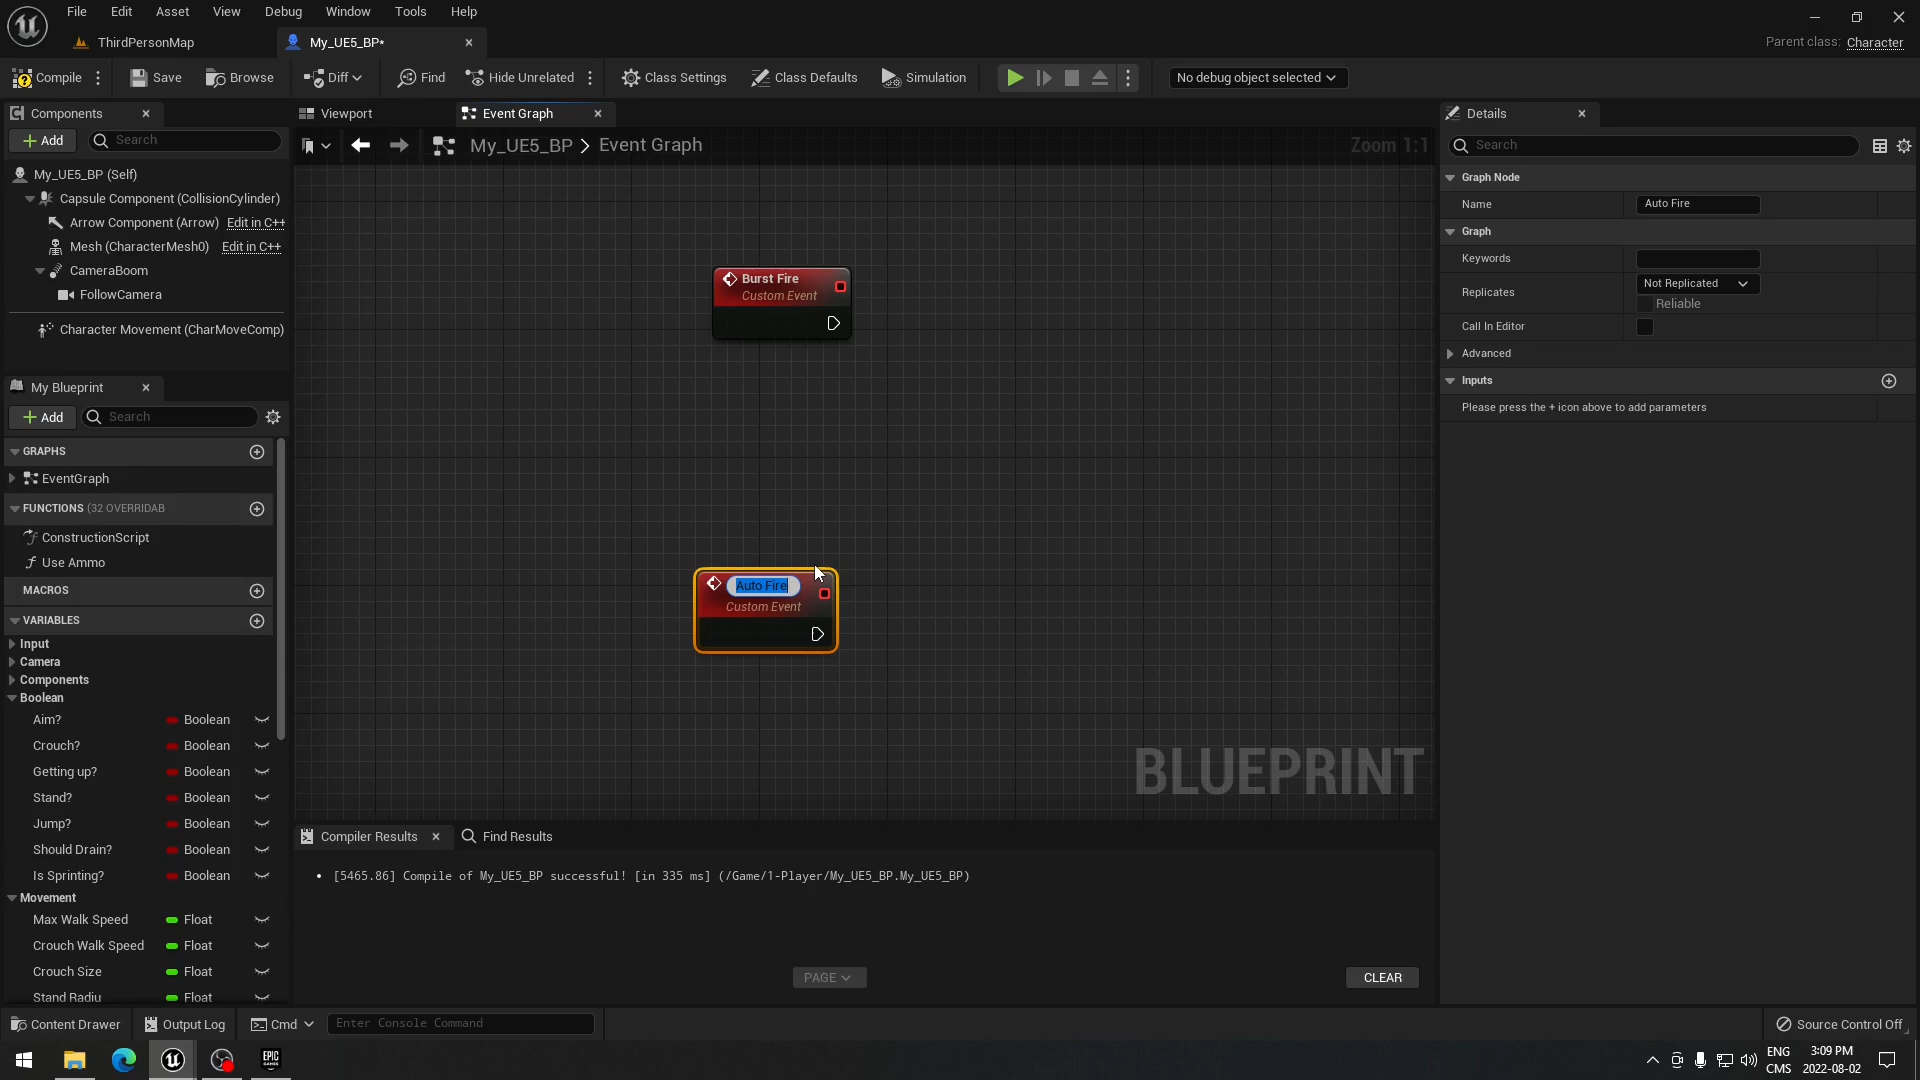 File Edit Asset View Debug Window Tools Help
ThirdPersonMap
My_UE5_BP*
Parent class: Character
Compile Save Browse Diff Find Hide Unrelated Class Settings Class Defaults Simulation No debug object selected
Components
Add Search
My_UE5_BP (Self)
Capsule Component (CollisionCylinder)
Arrow Component (Arrow) Edit in C++
Mesh (CharacterMesh0) Edit in C++
CameraBoom
FollowCamera
Character Movement (CharMoveComp)
My Blueprint
Add Search
GRAPHS
EventGraph
FUNCTIONS (32 OVERRIDAB
ConstructionScript
Use Ammo
MACROS
VARIABLES
Input
Camera
Components
Boolean
Aim? Boolean
Crouch? Boolean
Getting up? Boolean
Stand? Boolean
Jump? Boolean
Should Drain? Boolean
Is Sprinting? Boolean
Movement
Max Walk Speed Float
Crouch Walk Speed Float
Crouch Size Float
Stand Radiu Float
Viewport Event Graph
My_UE5_BP > Event Graph
Zoom 1:1
Burst Fire
Custom Event
Auto Fire
Custom Event
BLUEPRINT
Compiler Results Find Results
[5465.86] Compile of My_UE5_BP successful! [in 335 ms] (/Game/1-Player/My_UE5_BP.My_UE5_BP)
PAGE CLEAR
Details
Search
Graph Node
Name Auto Fire
Graph
Keywords
Replicates Not Replicated
Reliable
Call In Editor
Advanced
Inputs
Please press the + icon above to add parameters
Content Drawer Output Log Cmd Enter Console Command Source Control Off
EPIC
GAMES
ENG
CMS
3:09 PM
2022-08-02